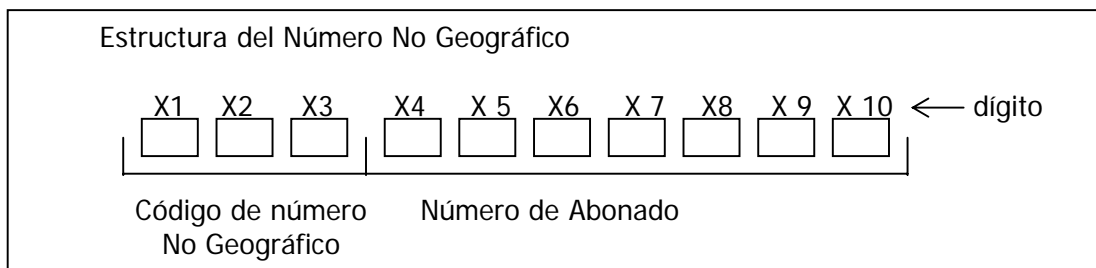 Estructura del Número No Geográfico
X1 X2 X3 X4 X 5 X6 X 7 X8 X 9 X 10 dígito
Código de número Número de Abonado
No Geográfico